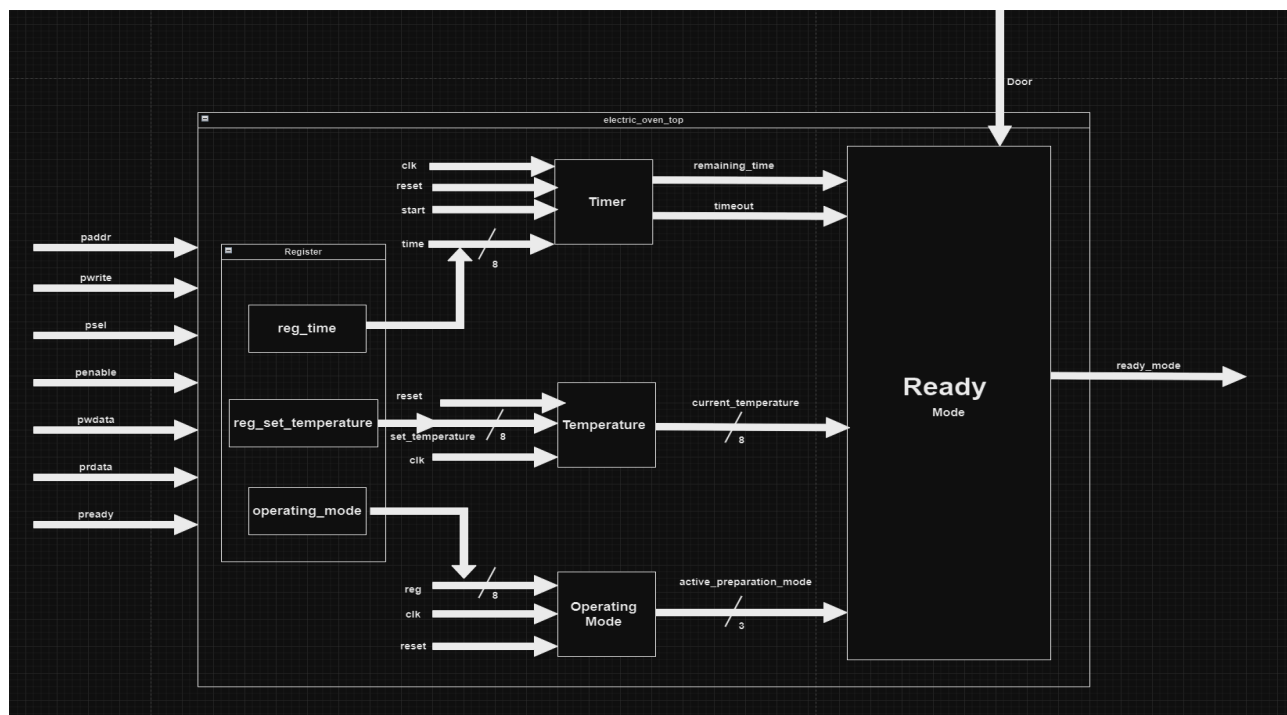 Door
electric_oven_top
clk
reset
start
time
8
Timer
remaining_time
timeout
paddr
pwrite
psel
penable
pwdata
prdata
pready
Register
reg_time
reg_set_temperature
operating_mode
reset
set_temperature
8
clk
Temperature
current_temperature
8
reg
8
clk
reset
Operating
Mode
active_preparation_mode
3
Ready
Mode
ready_mode